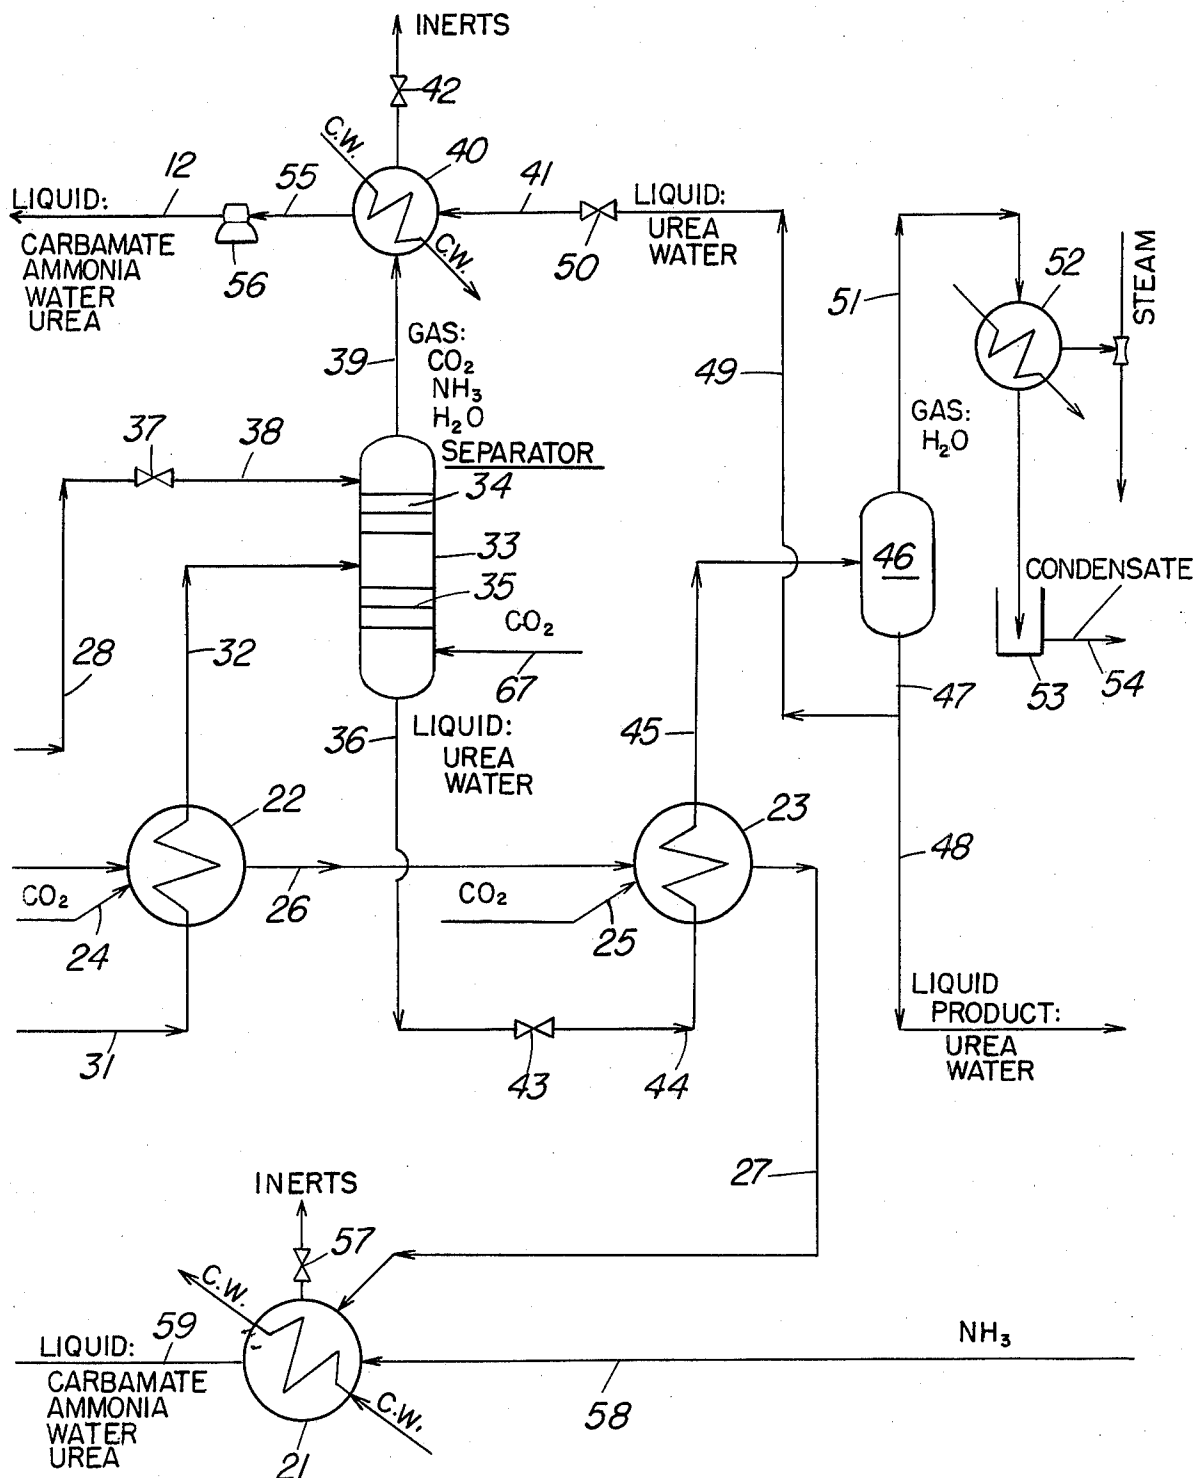 INERTS
42
C.W.
40
12
55
41
LIQUID:
LIQUID:
UREA
WATER
C.W.
50
56
CARBAMATE
AMMONIA
WATER
UREA
51
52
STEAM
39
GAS:
CO2
NH3
H2O
49
GAS:
H2O
37
38
SEPARATOR
34
33
46
35
CO2
CONDENSATE
28
32
67
47
53
54
36
LIQUID:
UREA
WATER
45
22
23
48
CO2
24
26
CO2
25
LIQUID
PRODUCT:
UREA
WATER
31
43
44
27
INERTS
57
C.W.
59
LIQUID:
NH3
CARBAMATE
AMMONIA
WATER
UREA
C.W.
58
21